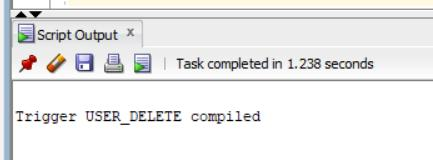 Script Output x
Task completed in 1.238 seconds
Trigger USER_DELETE compiled